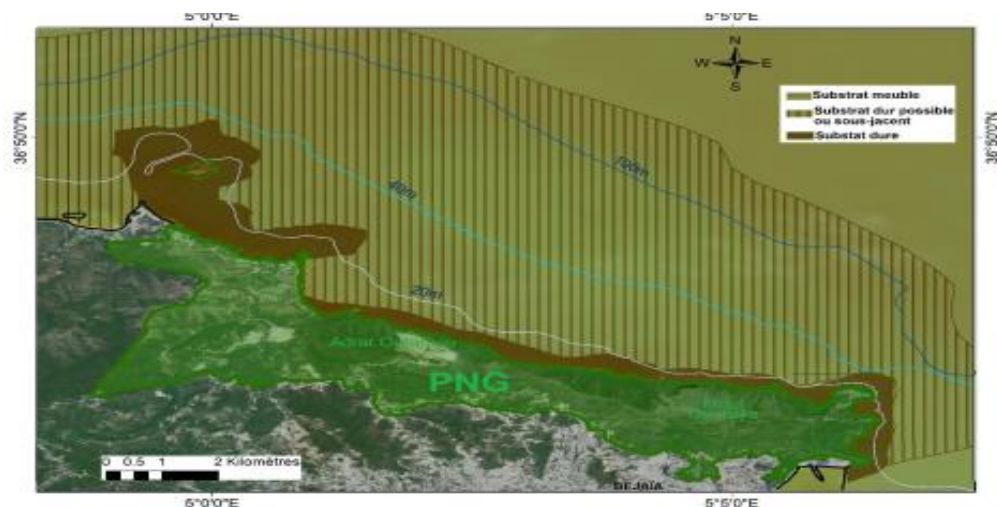 5°0'0"E 5°5'0"E
N
W E
S
Substrat meuble
Substrat dur possible
ou sous-jacent
Substat dure
36°50'0"N
36°50'0"N
100m
40m
20m
Adrar
PNG
0 0.5 1 2 Kilomètres
BEJAÏA
5°0'0"E 5°5'0"E